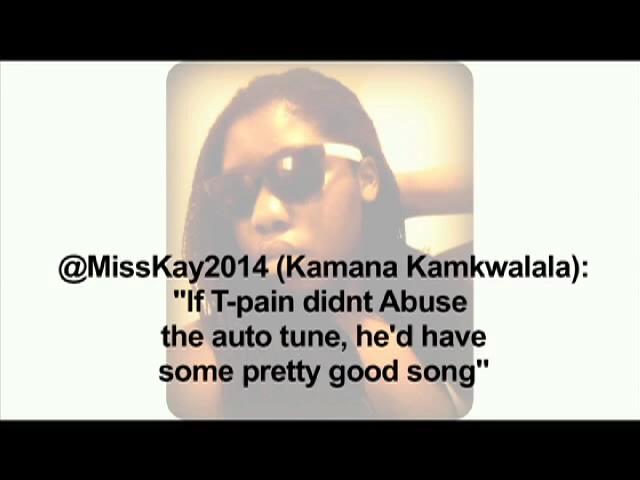 @MissKay2014 (Kamana Kamkwalala):
"If T-pain didnt Abuse
the auto tune, he'd have
some pretty good song"